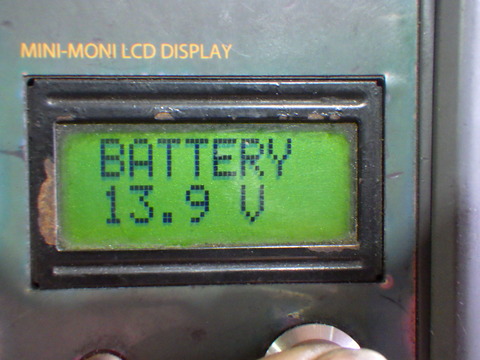 MINI-MONI LCD DISPLAY
BATTERY
13.9 V